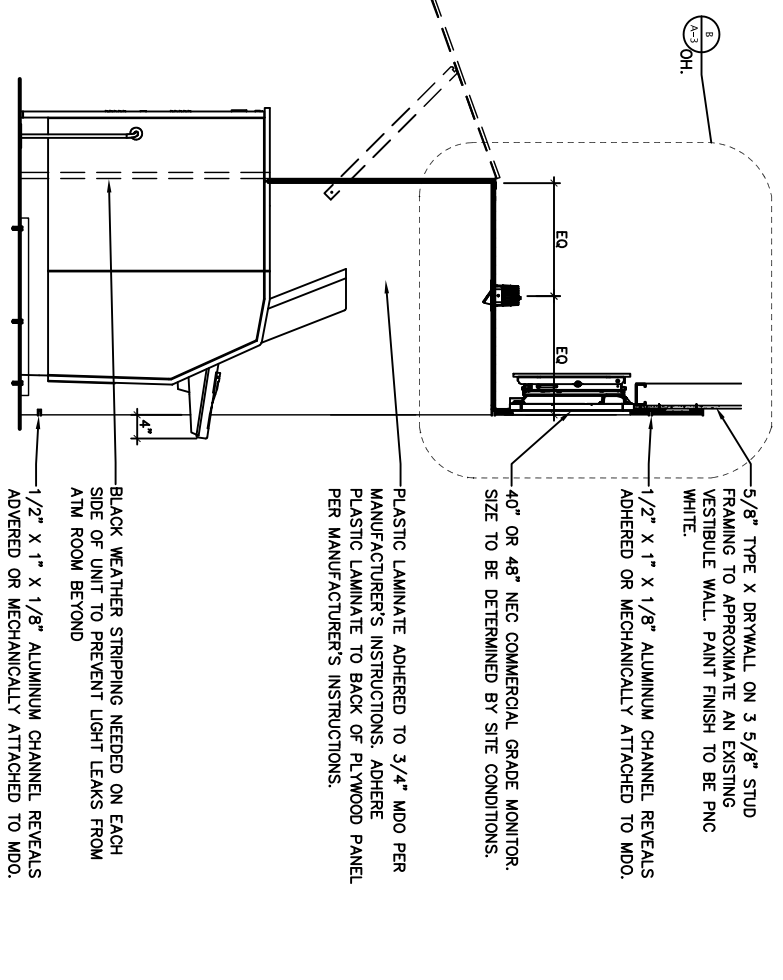 B
A-3
OH.
EQ
EQ
5/8" TYPE X DRYWALL ON 3 5/8" STUD
FRAMING TO APPROXIMATE AN EXISTING
VESTIBULE WALL. PAINT FINISH TO BE PNC
WHITE.
1/2" X 1" X 1/8" ALUMINUM CHANNEL REVEALS
ADHERED OR MECHANICALLY ATTACHED TO MDO.
40" OR 48" NEC COMMERCIAL GRADE MONITOR.
SIZE TO BE DETERMINED BY SITE CONDITIONS.
PLASTIC LAMINATE ADHERED TO 3/4" MDO PER
MANUFACTURER'S INSTRUCTIONS. ADHERE
PLASTIC LAMINATE TO BACK OF PLYWOOD PANEL
PER MANUFACTURER'S INSTRUCTIONS.
4"
BLACK WEATHER STRIPPING NEEDED ON EACH
SIDE OF UNIT TO PREVENT LIGHT LEAKS FROM
ATM ROOM BEYOND
1/2" X 1" X 1/8" ALUMINUM CHANNEL REVEALS
ADVERED OR MECHANICALLY ATTACHED TO MDO.